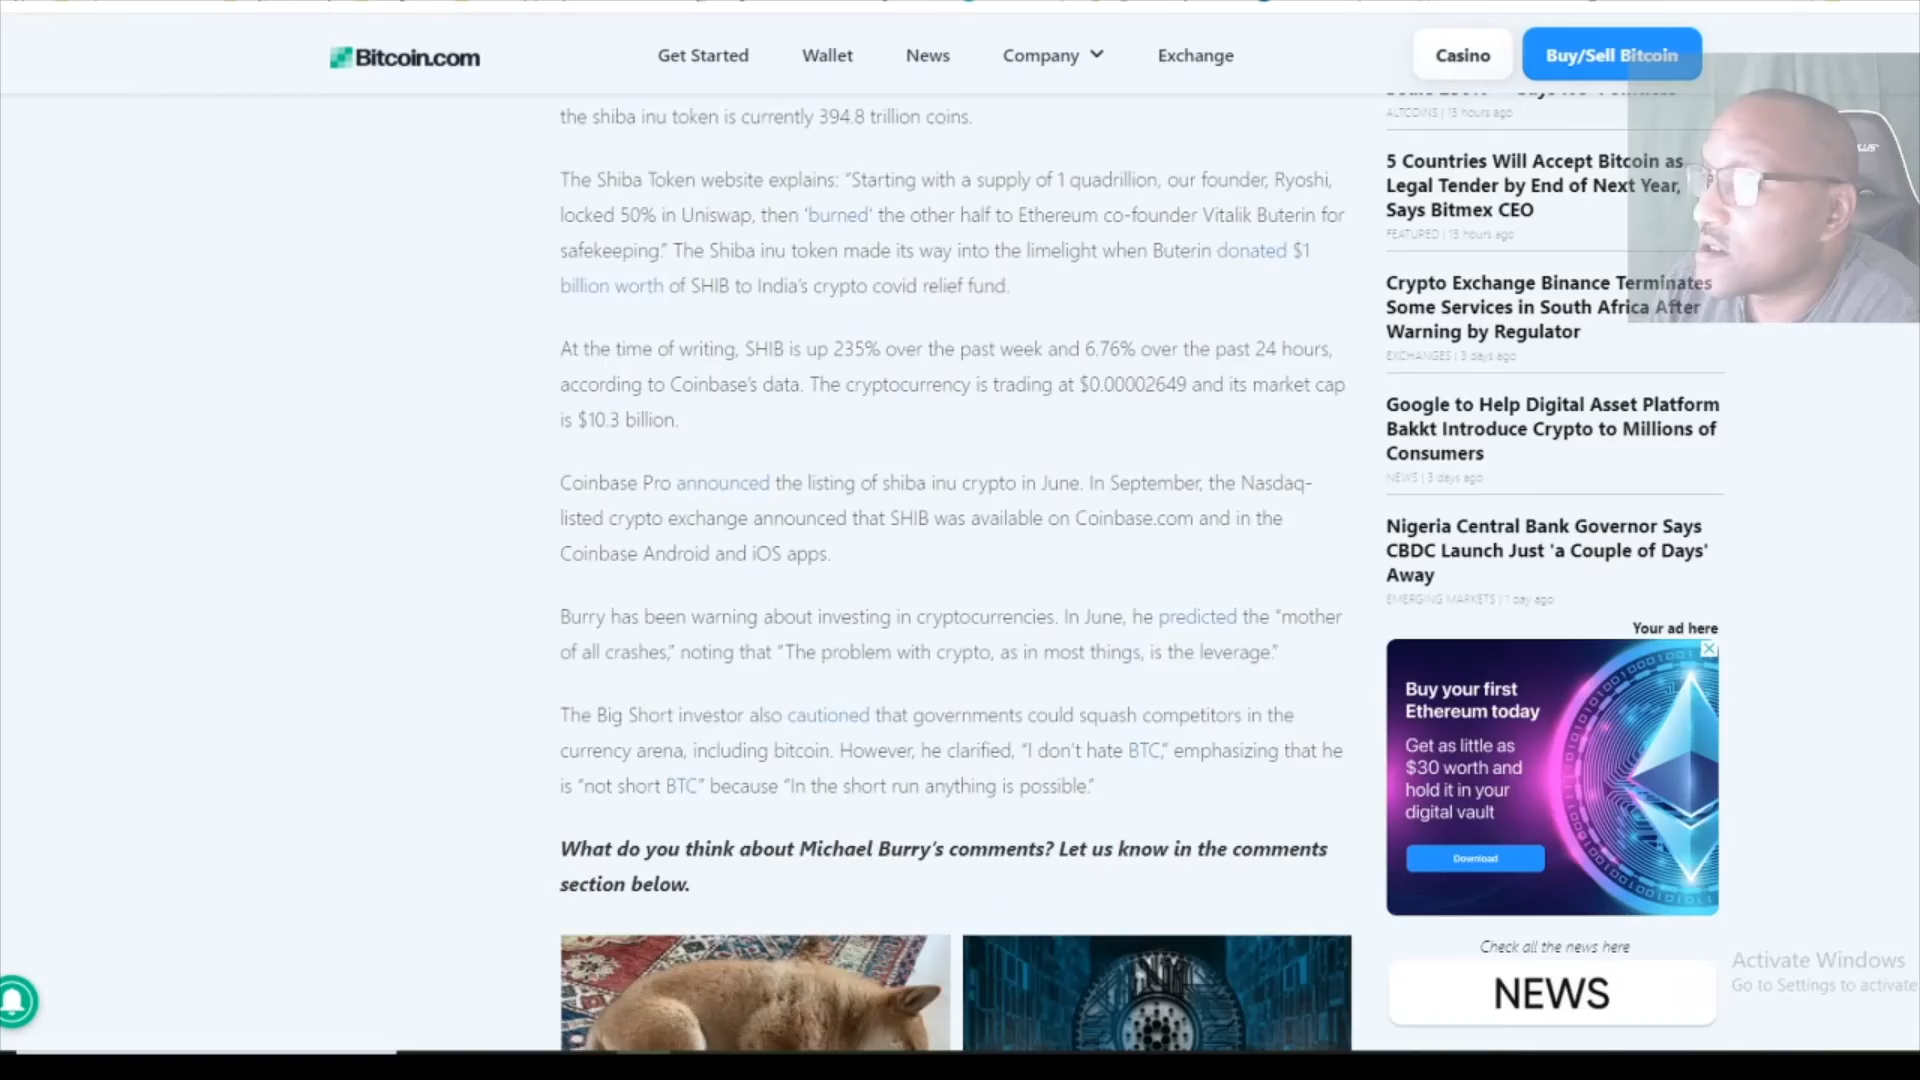 Bitcoin.com
Get Started
Wallet
News
Company
Exchange
Casino
Buy/Sell Bitcoin
the shiba inu token is currently 394.8 trillion coins.
The Shiba Token website explains: “Starting with a supply of 1 quadrillion, our founder, Ryoshi,
locked 50% in Uniswap, then ‘burned’ the other half to Ethereum co-founder Vitalik Buterin for
safekeeping.” The Shiba inu token made its way into the limelight when Buterin donated $1
billion worth of SHIB to India’s crypto covid relief fund.
At the time of writing, SHIB is up 235% over the past week and 6.76% over the past 24 hours,
according to Coinbase’s data. The cryptocurrency is trading at $0.00002649 and its market cap
is $10.3 billion.
Coinbase Pro announced the listing of shiba inu crypto in June. In September, the Nasdaq-
listed crypto exchange announced that SHIB was available on Coinbase.com and in the
Coinbase Android and iOS apps.
Burry has been warning about investing in cryptocurrencies. In June, he predicted the “mother
of all crashes,” noting that “The problem with crypto, as in most things, is the leverage.”
The Big Short investor also cautioned that governments could squash competitors in the
currency arena, including bitcoin. However, he clarified, “I don’t hate BTC,” emphasizing that he
is “not short BTC” because “In the short run anything is possible.”
What do you think about Michael Burry’s comments? Let us know in the comments
section below.
ALTCOINS | 15 hours ago
5 Countries Will Accept Bitcoin as
Legal Tender by End of Next Year,
Says Bitmex CEO
FEATURED | 13 hours ago
Crypto Exchange Binance Terminates
Some Services in South Africa After
Warning by Regulator
EXCHANGES | 3 days ago
Google to Help Digital Asset Platform
Bakkt Introduce Crypto to Millions of
Consumers
NEWS | 3 days ago
Nigeria Central Bank Governor Says
CBDC Launch Just 'a Couple of Days'
Away
EMERGING MARKETS | 1 day ago
Your ad here
Buy your first
Ethereum today
Get as little as
$30 worth and
hold it in your
digital vault
Download
Check all the news here
NEWS
Activate Windows
Go to Settings to activate